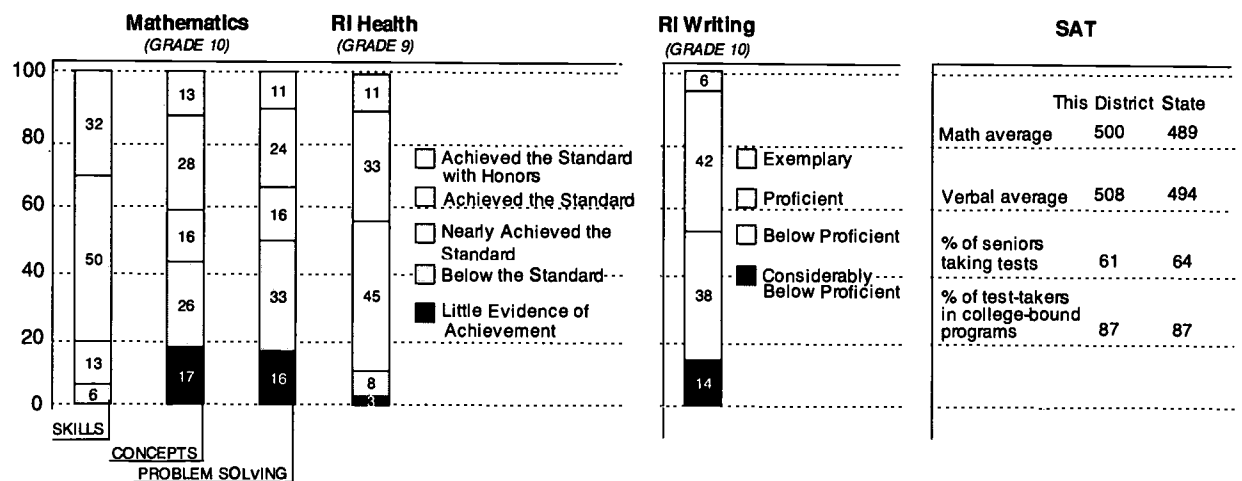 Mathematics
(GRADE 10)
RI Health
(GRADE 9)
RI Writing
(GRADE 10)
SAT
100
80
60
40
20
0
32
50
13
6
13
28
16
26
17
11
24
16
33
16
11
33
45
8
3
Achieved the Standard
with Honors
Achieved the Standard
Nearly Achieved the
Standard
Below the Standard
Little Evidence of
Achievement
SKILLS
CONCEPTS
PROBLEM SOLVING
6
42
38
14
Exemplary
Proficient
Below Proficient
Considerably
Below Proficient
This District State
Math average 500 489
Verbal average 508 494
% of seniors
taking tests 61 64
% of test-takers
in college-bound
programs 87 87